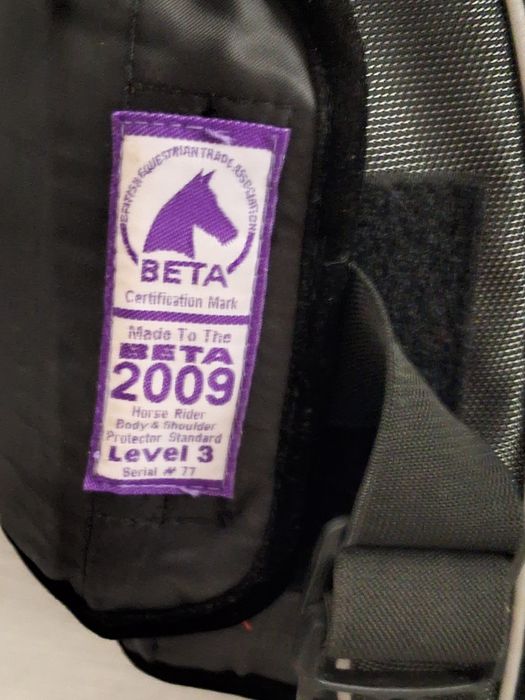 BRITISH EQUESTRIAN TRADE ASSOCIATION
BETA
Certification Mark
Made To The
BETA
2009
Horse Rider
Body & Shoulder
Protector Standard
Level 3
Serial # 77